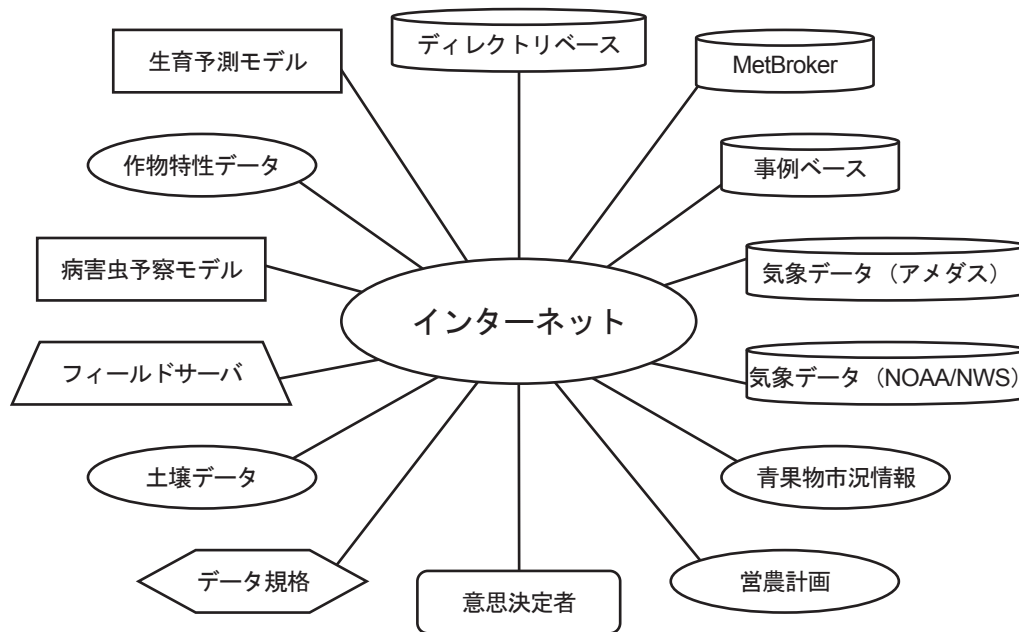 ディレクトリベース
生育予測モデル
MetBroker
作物特性データ
事例ベース
病害虫予察モデル
気象データ（アメダス）
インターネット
フィールドサーバ
気象データ（NOAA/NWS）
土壌データ
青果物市況情報
データ規格
意思決定者
営農計画